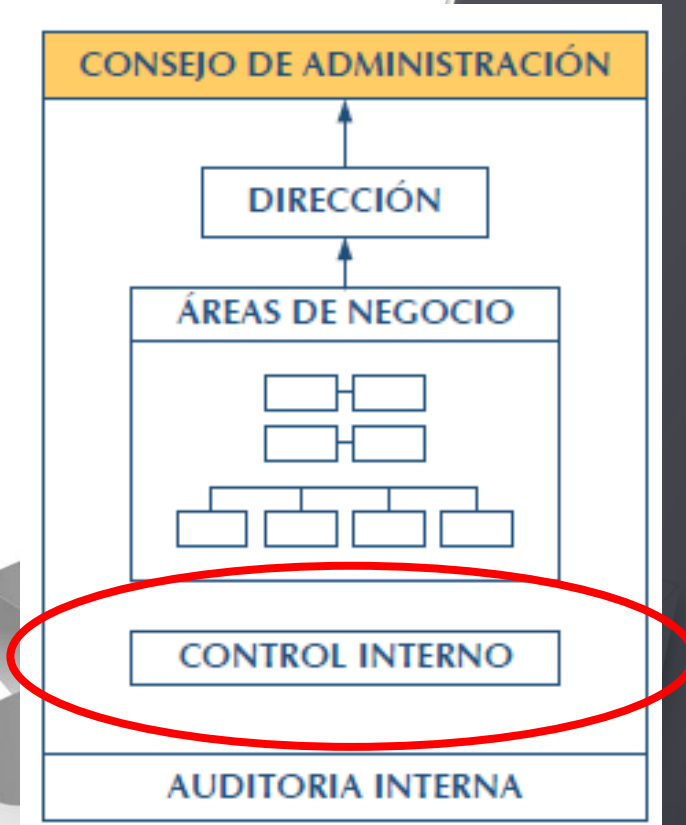 CONSEJO DE ADMINISTRACIÓN
DIRECCIÓN
ÁREAS DE NEGOCIO
CONTROL INTERNO
AUDITORIA INTERNA